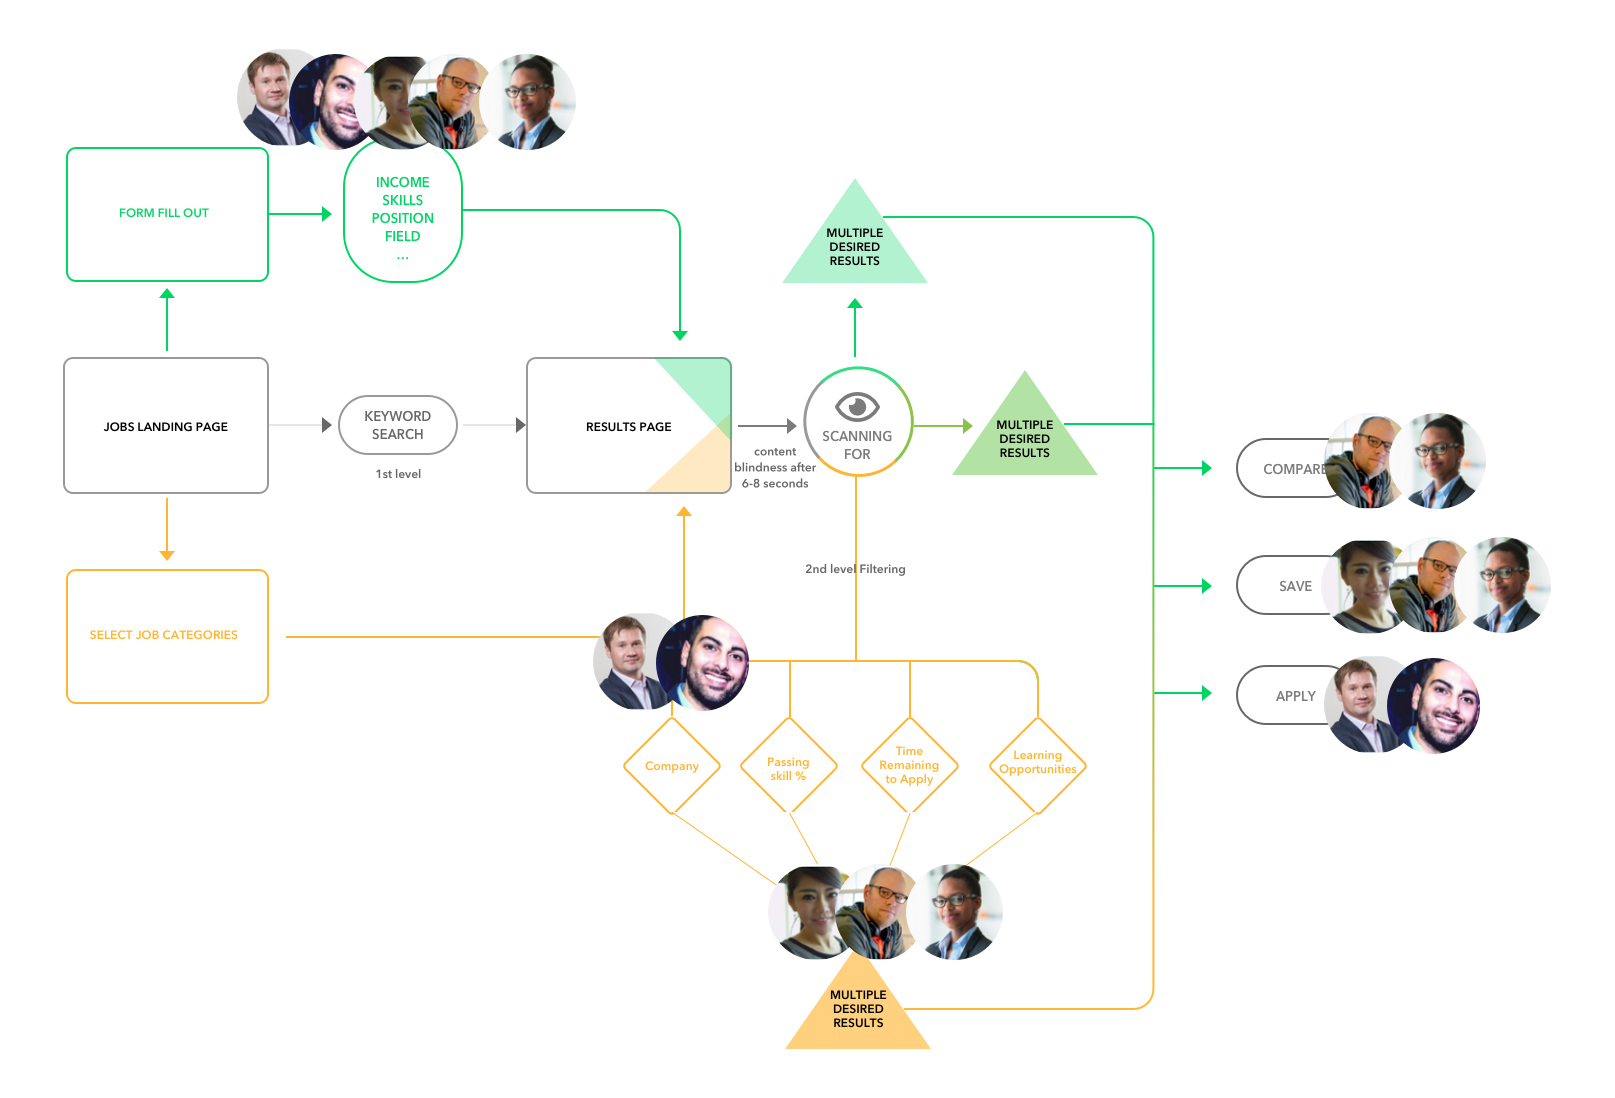 INCOME
SKILLS
POSITION
FIELD
...
FORM FILL OUT
MULTIPLE
DESIRED
RESULTS
JOBS LANDING PAGE
KEYWORD
SEARCH
1st level
RESULTS PAGE
content
blindness after
6-8 seconds
SCANNING
FOR
MULTIPLE
DESIRED
RESULTS
COMPARE
2nd level Filtering
SAVE
SELECT JOB CATEGORIES
APPLY
Company
Passing
skill %
Time
Remaining
to Apply
Learning
Opportunities
MULTIPLE
DESIRED
RESULTS